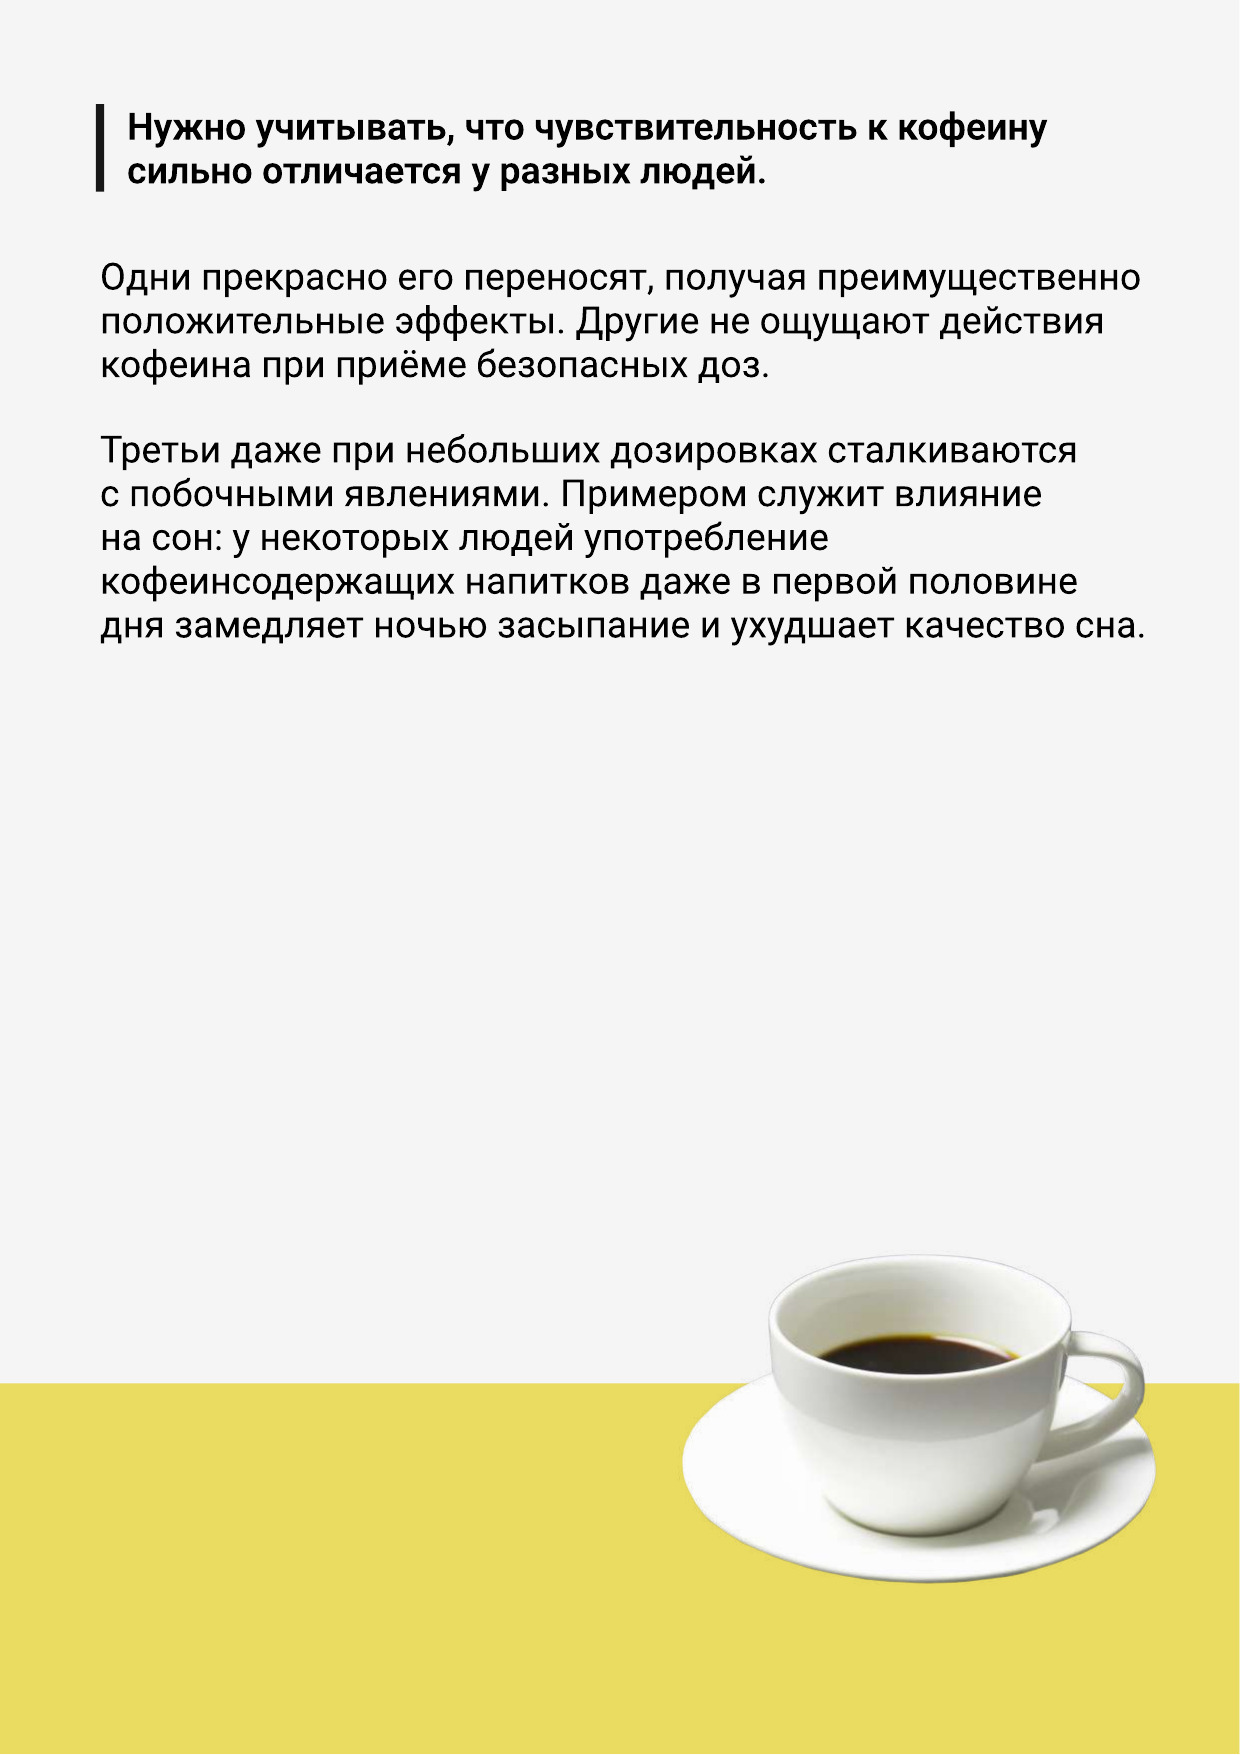 Нужно учитывать, что чувствительность к кофеину
сильно отличается у разных людей.
Одни прекрасно его переносят, получая преимущественно
положительные эффекты. Другие не ощущают действия
кофеина при приёме безопасных доз.
Третьи даже при небольших дозировках сталкиваются
с побочными явлениями. Примером служит влияние
на сон: у некоторых людей употребление
кофеинсодержащих напитков даже в первой половине
дня замедляет ночью засыпание и ухудшает качество сна.